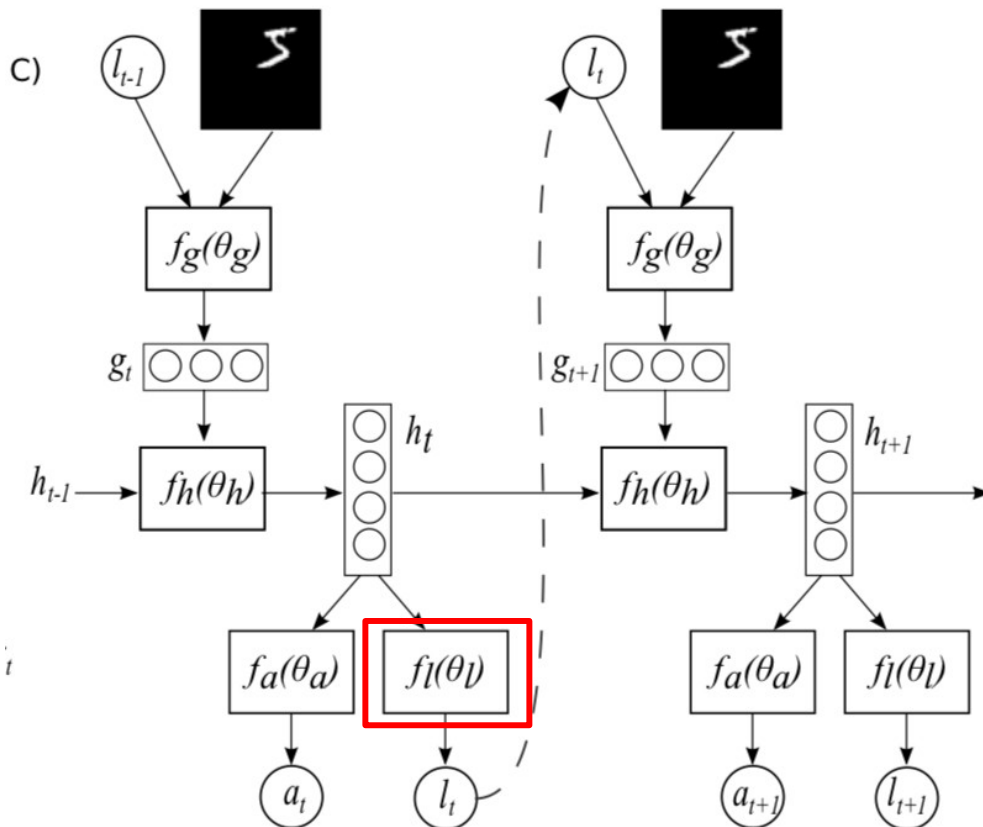 C) l_{t-1} l_t
f_g(θ_g) f_g(θ_g)
g_t g_{t+1}
h_t h_{t+1}
h_{t-1} f_h(θ_h) f_h(θ_h)
t f_a(θ_a) f_l(θ_l) f_a(θ_a) f_l(θ_l)
a_t l_t a_{t+1} l_{t+1}